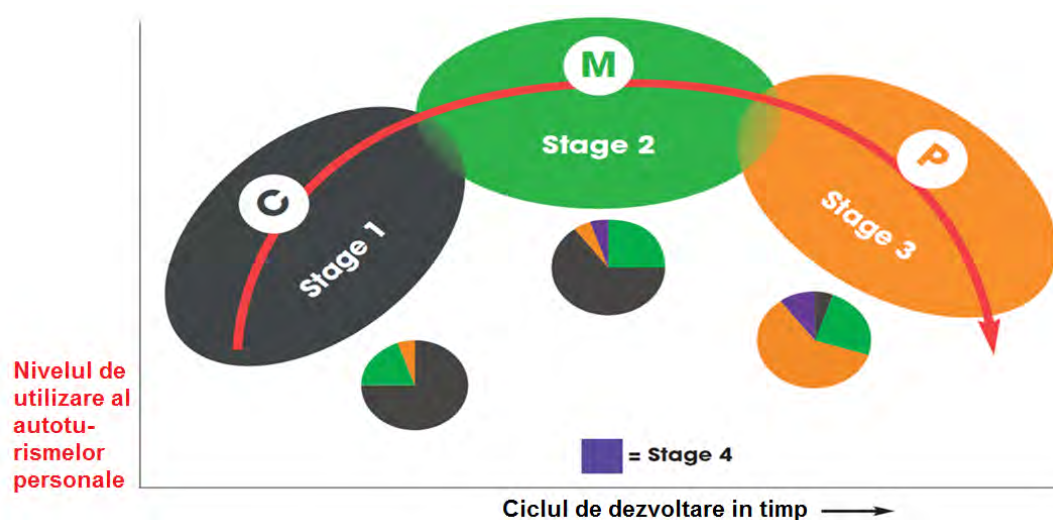 M
Stage 2
C
Stage 1
P
Stage 3
Nivelul de
utilizare al
autotu-
rismelor
personale
= Stage 4
Ciclul de dezvoltare in timp